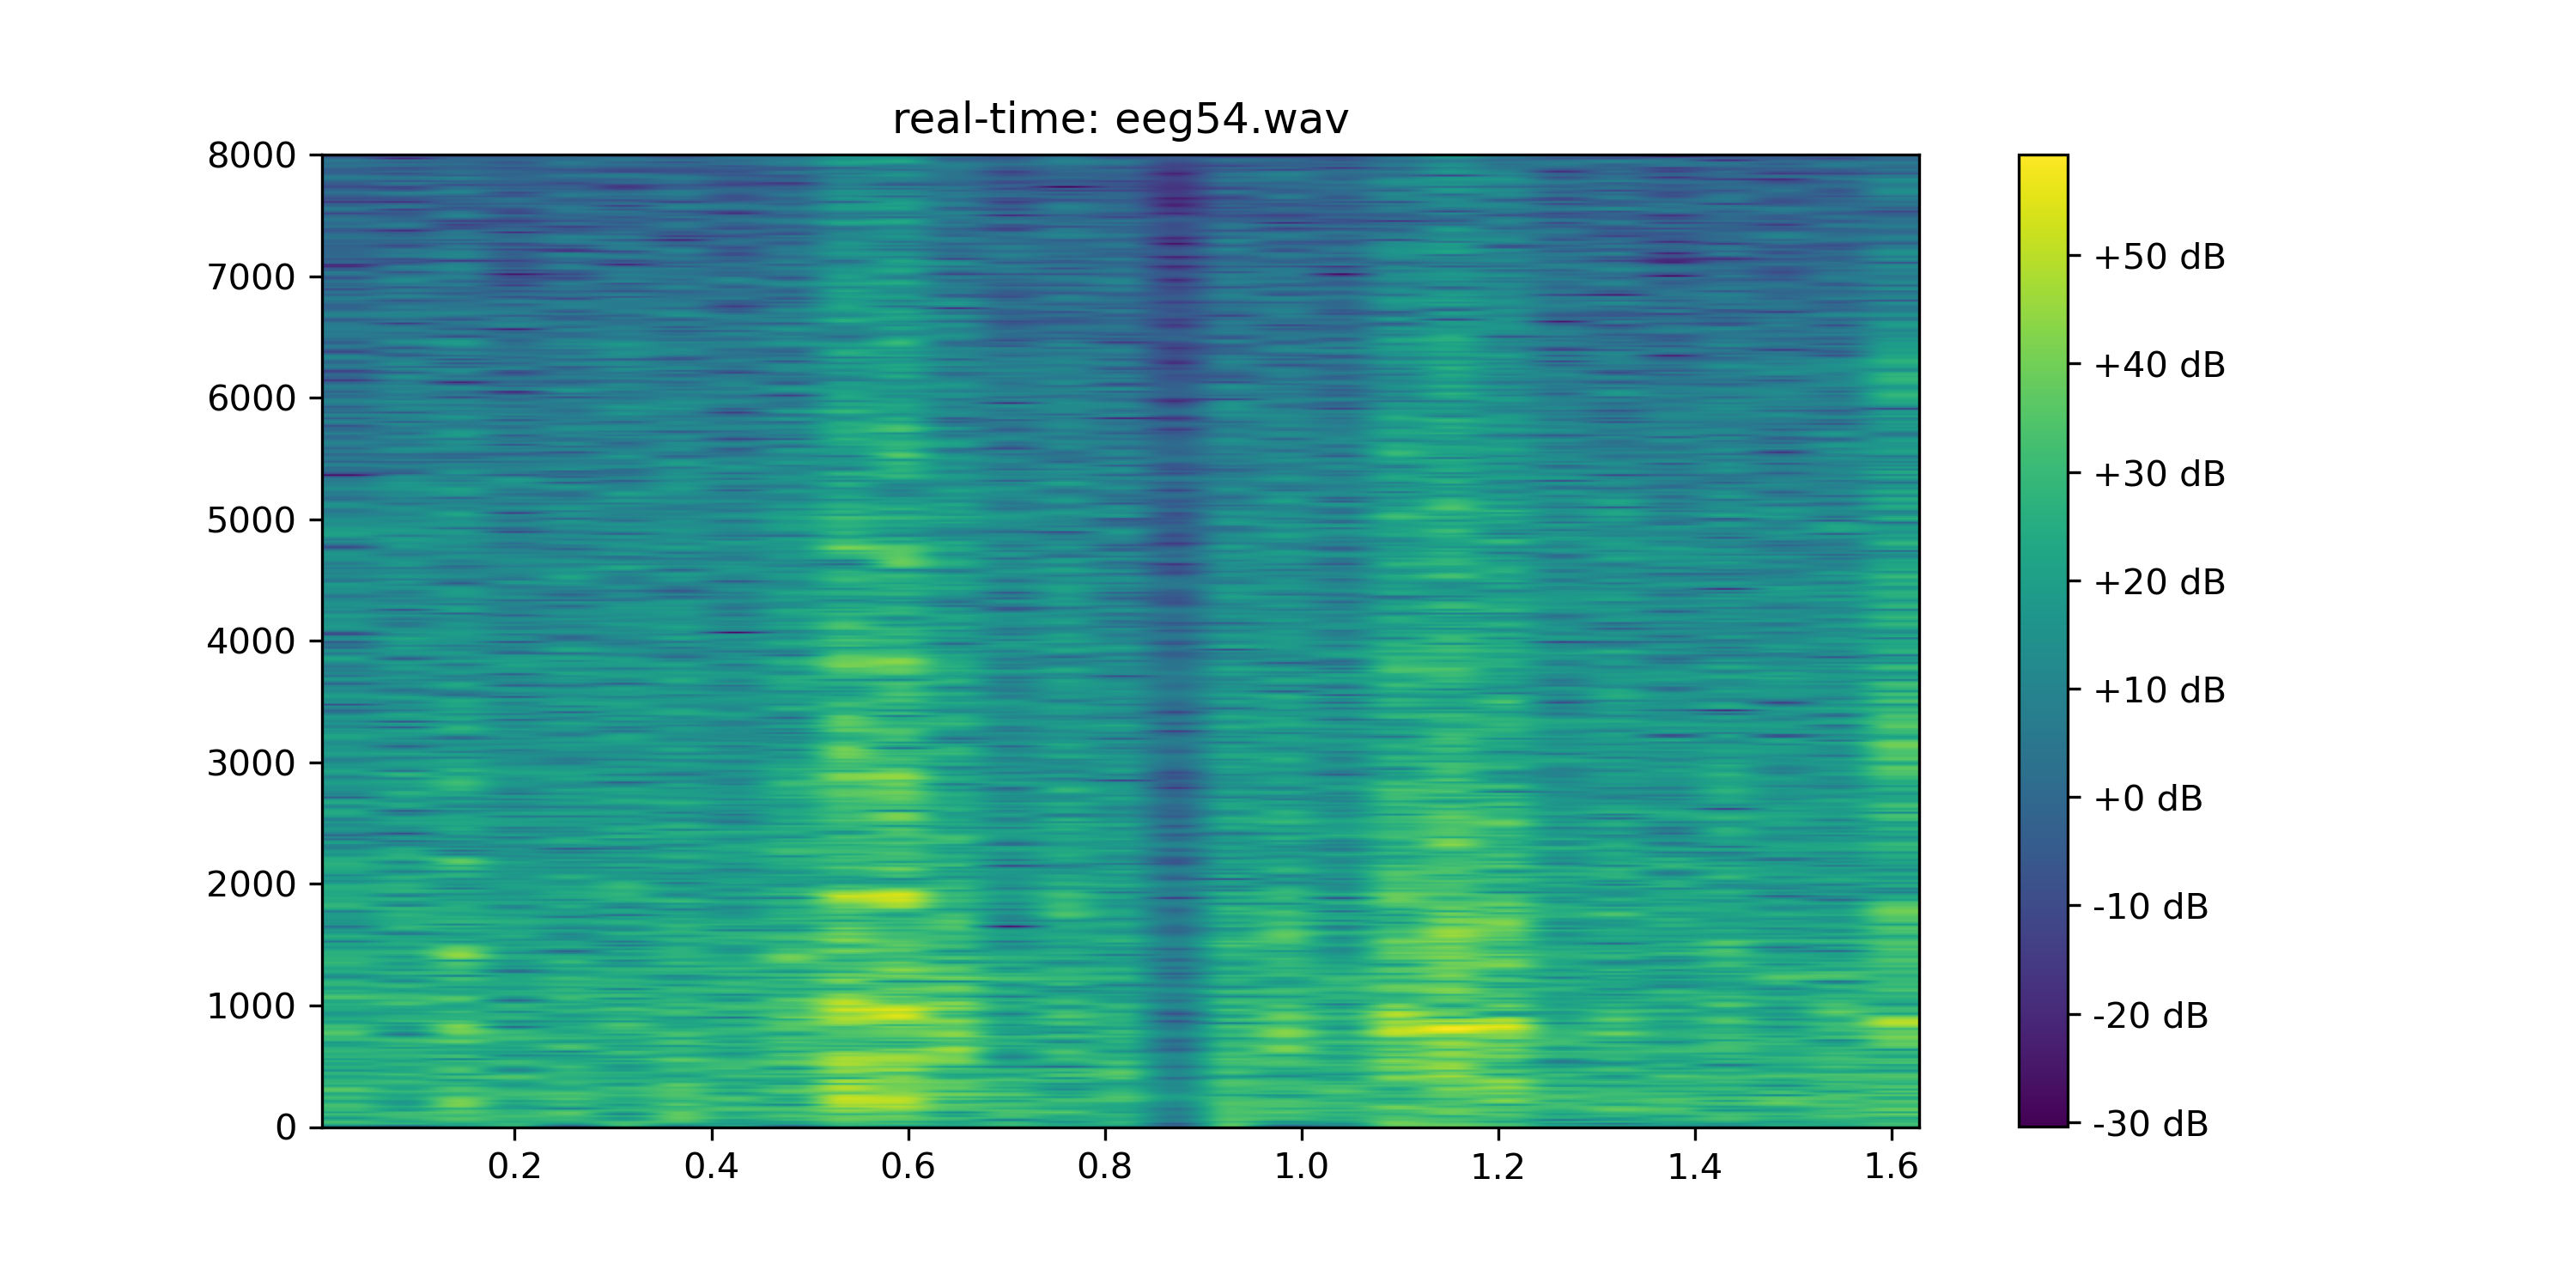 real-time: eeg54.wav
8000
7000
6000
5000
4000
3000
2000
1000
0
0.2 0.4 0.6 0.8 1.0 1.2 1.4 1.6
+50 dB
+40 dB
+30 dB
+20 dB
+10 dB
+0 dB
-10 dB
-20 dB
-30 dB